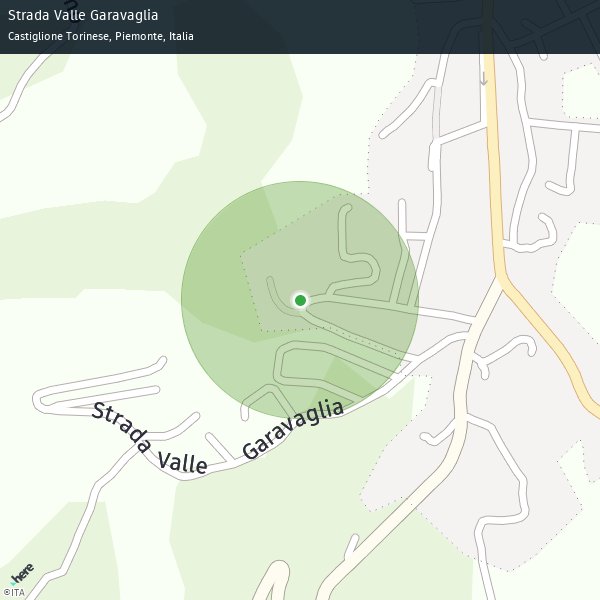 Strada Valle Garavaglia
Castiglione Torinese, Piemonte, Italia
Strada Valle Garavaglia
here
©ITA